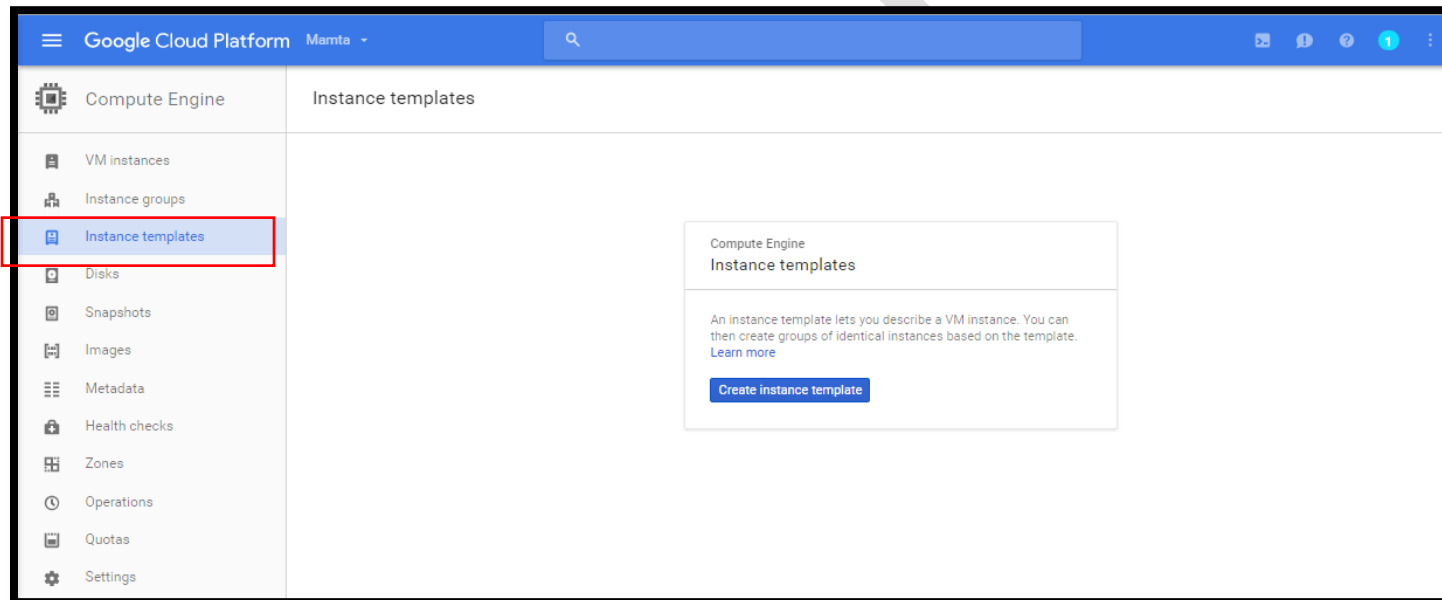 Google Cloud Platform Mamta
1
Compute Engine
Instance templates
VM instances
Instance groups
Instance templates
Disks
Snapshots
Images
Metadata
Health checks
Zones
Operations
Quotas
Settings
Compute Engine
Instance templates
An instance template lets you describe a VM instance. You can
then create groups of identical instances based on the template.
Learn more
Create instance template